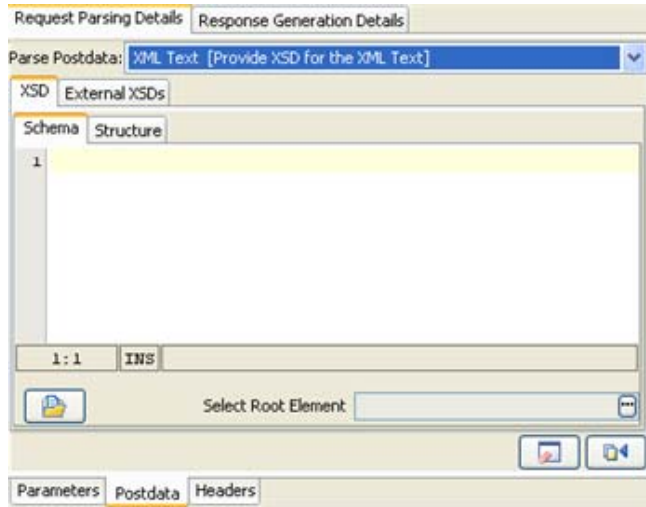 Request Parsing Details Response Generation Details
Parse Postdata: XML Text [Provide XSD for the XML Text]
XSD External XSDs
Schema Structure
1
1:1 INS
Select Root Element
Parameters Postdata Headers